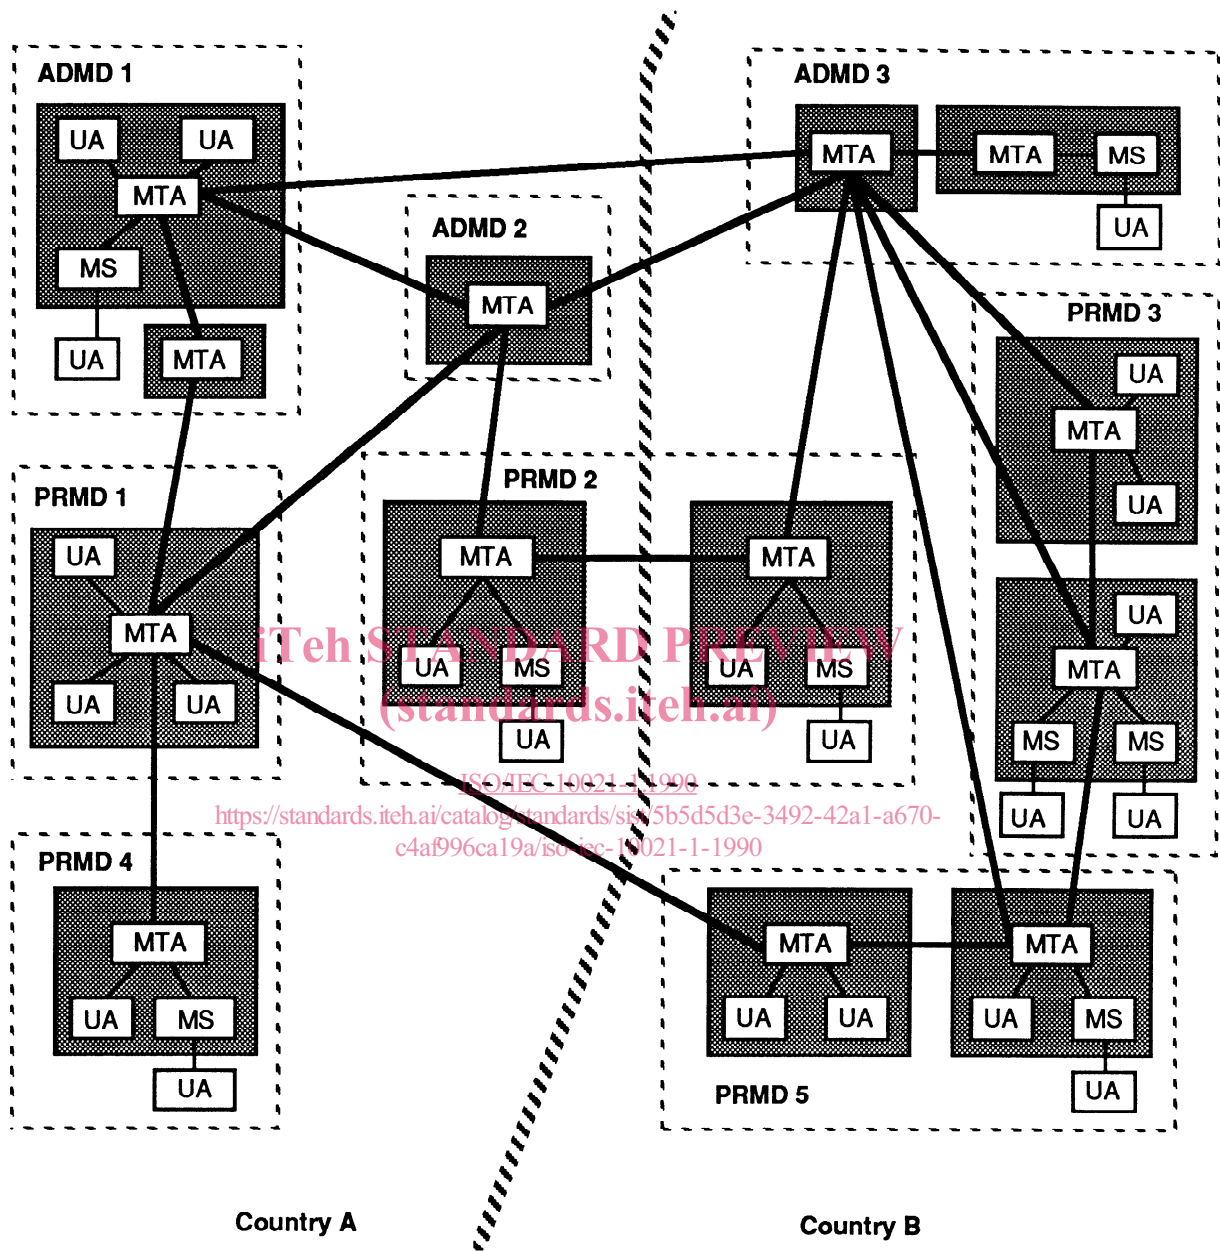 ADMD 1
UA
UA
MTA
MS
UA
MTA
ADMD 2
MTA
ADMD 3
MTA
MTA
MS
UA
PRMD 3
UA
MTA
UA
UA
MTA
MS
MS
UA
UA
PRMD 1
UA
MTA
UA
UA
PRMD 2
MTA
UA
MS
UA
MTA
UA
MS
UA
iTeh STANDARD PREVIEW
(standards.iteh.ai)
ISO/IEC 10021-1:1990
https://standards.iteh.ai/catalog/standards/sist/5b5d5d3e-3492-42a1-a670-
c4af996ca19a/iso-iec-10021-1-1990
PRMD 4
MTA
UA
MS
UA
MTA
UA
UA
MTA
UA
MS
UA
PRMD 5
Country A
Country B